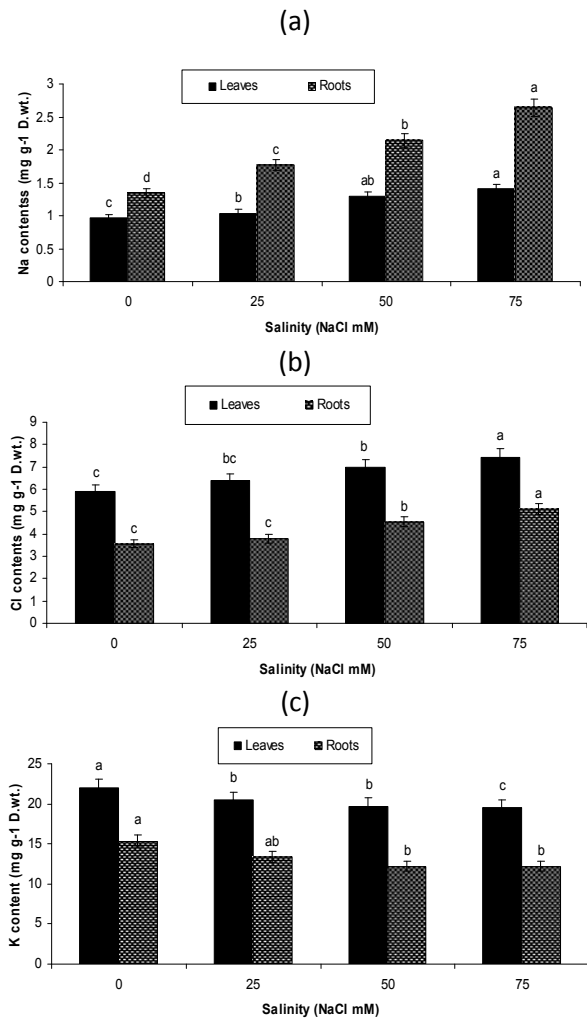 (a)
Leaves Roots
Na contentss (mg g-1 D.wt.)
3
2.5
2
1.5
1
0.5
0
c d b c ab b a a
0 25 50 75
Salinity (NaCl mM)
(b)
Leaves Roots
Cl contents (mg g-1 D.wt.)
9
8
7
6
5
4
3
2
1
0
c c bc c b b a a
0 25 50 75
Salinity (NaCl mM)
(c)
Leaves Roots
K content (mg g-1 D.wt.)
25
20
15
10
5
0
a a b ab b b c b
0 25 50 75
Salinity (NaCl mM)